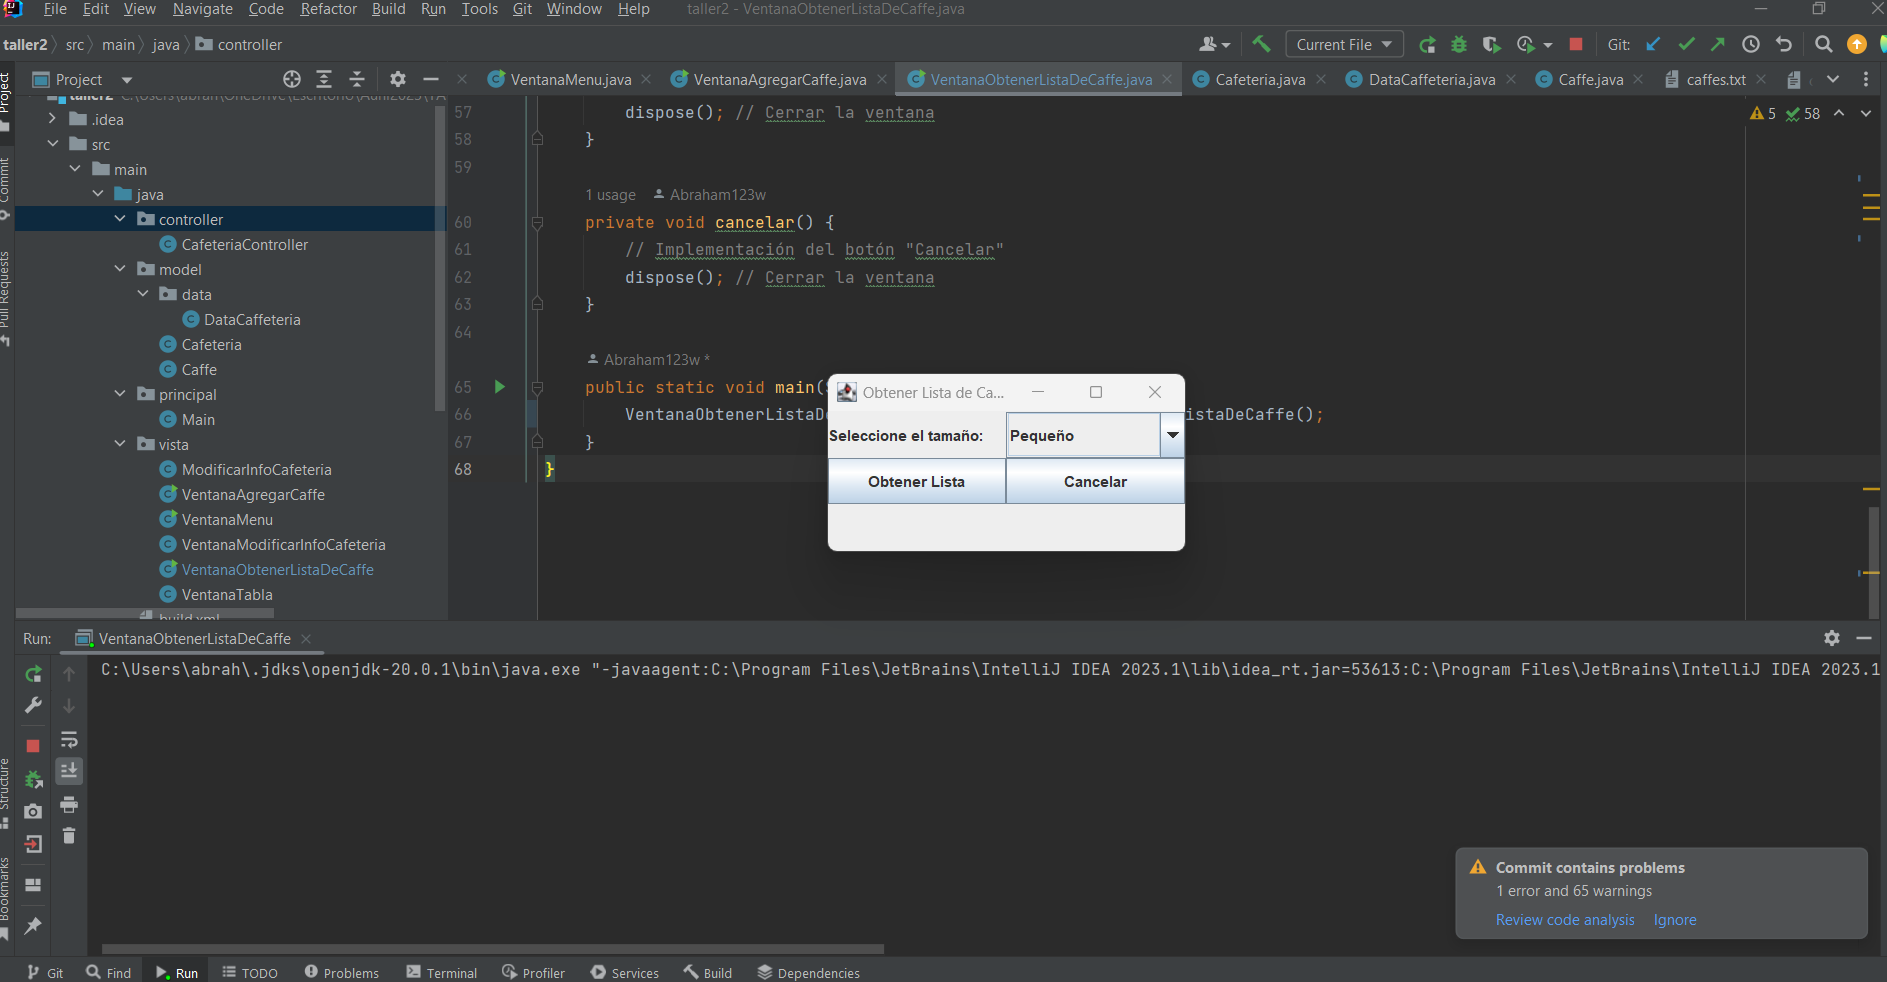 File Edit View Navigate Code Refactor Build Run Tools Git Window Help taller2 - VentanaObtenerListaDeCaffe.java
taller2 src main java controller Current File Git:
Project VentanaMenu.java VentanaAgregarCaffe.java VentanaObtenerListaDeCaffe.java Cafeteria.java DataCaffeteria.java Caffe.java caffes.txt
Project
Commit
Pull Requests
taller2
.idea
src
main
java
controller
CafeteriaController
model
data
DataCaffeteria
Cafeteria
Caffe
principal
Main
vista
ModificarInfoCafeteria
VentanaAgregarCaffe
VentanaMenu
VentanaModificarInfoCafeteria
VentanaObtenerListaDeCaffe
VentanaTabla
build.xml
5 58
57 dispose(); // Cerrar la ventana
58 }
59
1 usage Abraham123w
60 private void cancelar() {
61 // Implementación del botón "Cancelar"
62 dispose(); // Cerrar la ventana
63 }
64
Abraham123w *
65 public static void main(
66 VentanaObtenerListaD istaDeCaffe();
67 }
68 }
Obtener Lista de Ca...
Seleccione el tamaño: Pequeño
Obtener Lista Cancelar
Run: VentanaObtenerListaDeCaffe
C:\Users\abrah\.jdks\openjdk-20.0.1\bin\java.exe "-javaagent:C:\Program Files\JetBrains\IntelliJ IDEA 2023.1\lib\idea_rt.jar=53613:C:\Program Files\JetBrains\IntelliJ IDEA 2023.1
Structure
Bookmarks
Commit contains problems
1 error and 65 warnings
Review code analysis Ignore
Git Find Run TODO Problems Terminal Profiler Services Build Dependencies